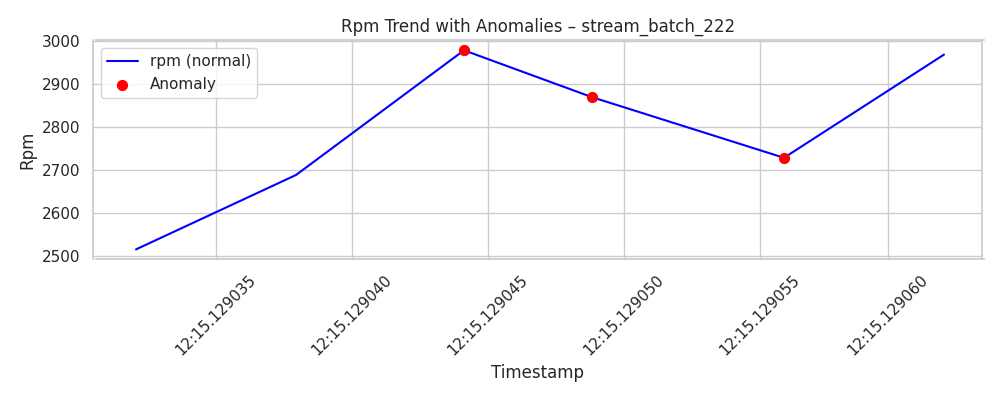 Rpm Trend with Anomalies – stream_batch_222
rpm (normal)
Anomaly
Rpm
3000
2900
2800
2700
2600
2500
12:15.129035
12:15.129040
12:15.129045
12:15.129050
12:15.129055
12:15.129060
Timestamp